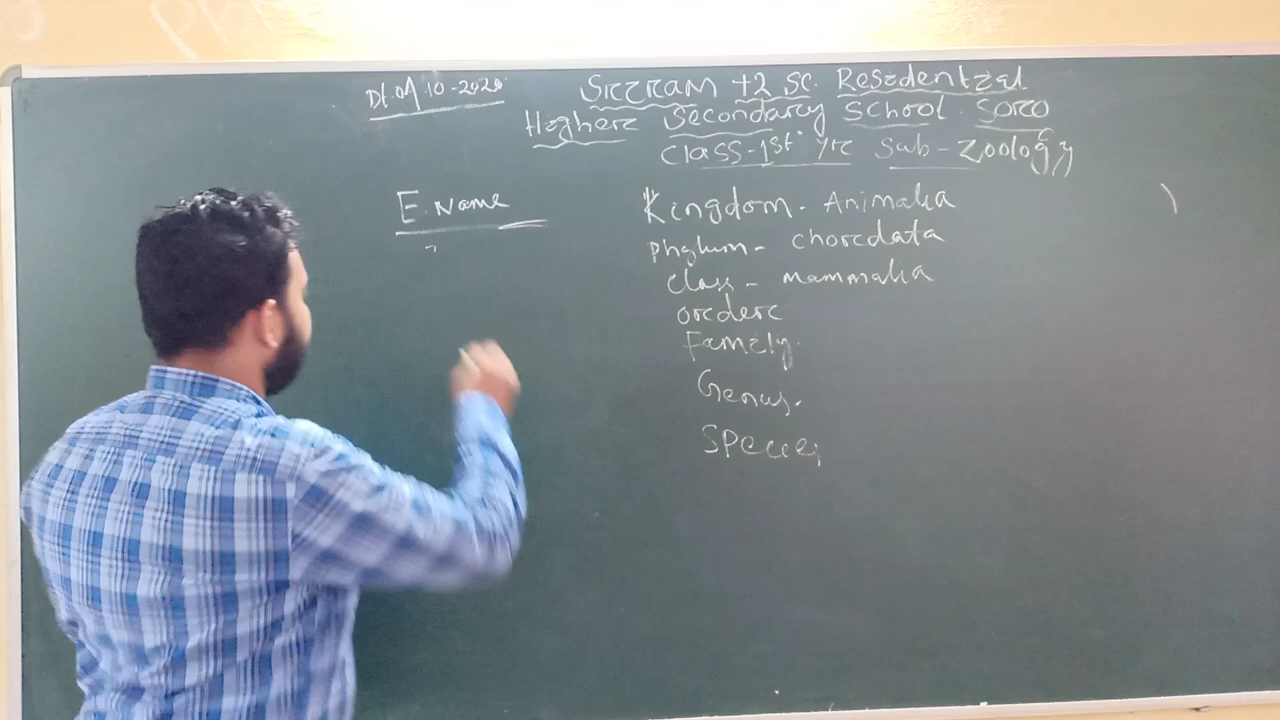 Dt.09.10-2020
SRIRAM +2 SC. Residential
Higher Secondary School Soro
Class-1st Yr Sub-Zoology
E. Name
Kingdom - Animalia
Phylum - chordata
class - mammalia
order
Family.
Genus.
Species